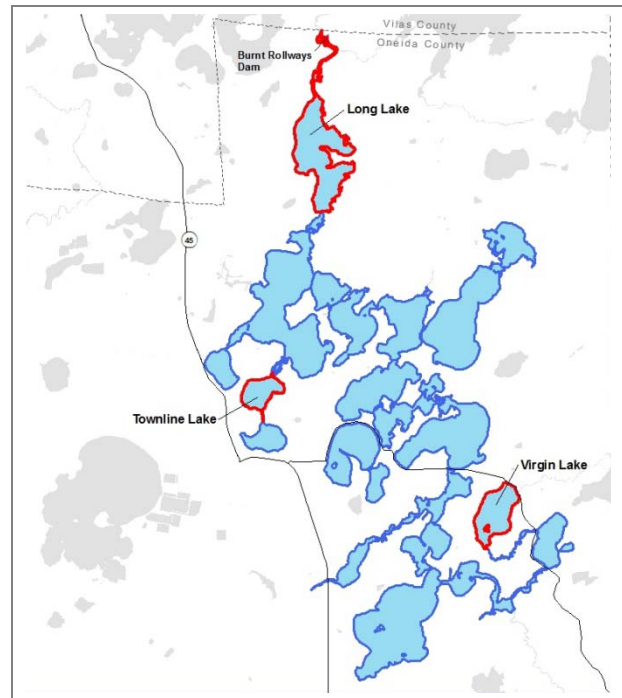 Vilas County
Oneida County
Burnt Rollways
Dam
Long Lake
45
Townline Lake
Virgin Lake